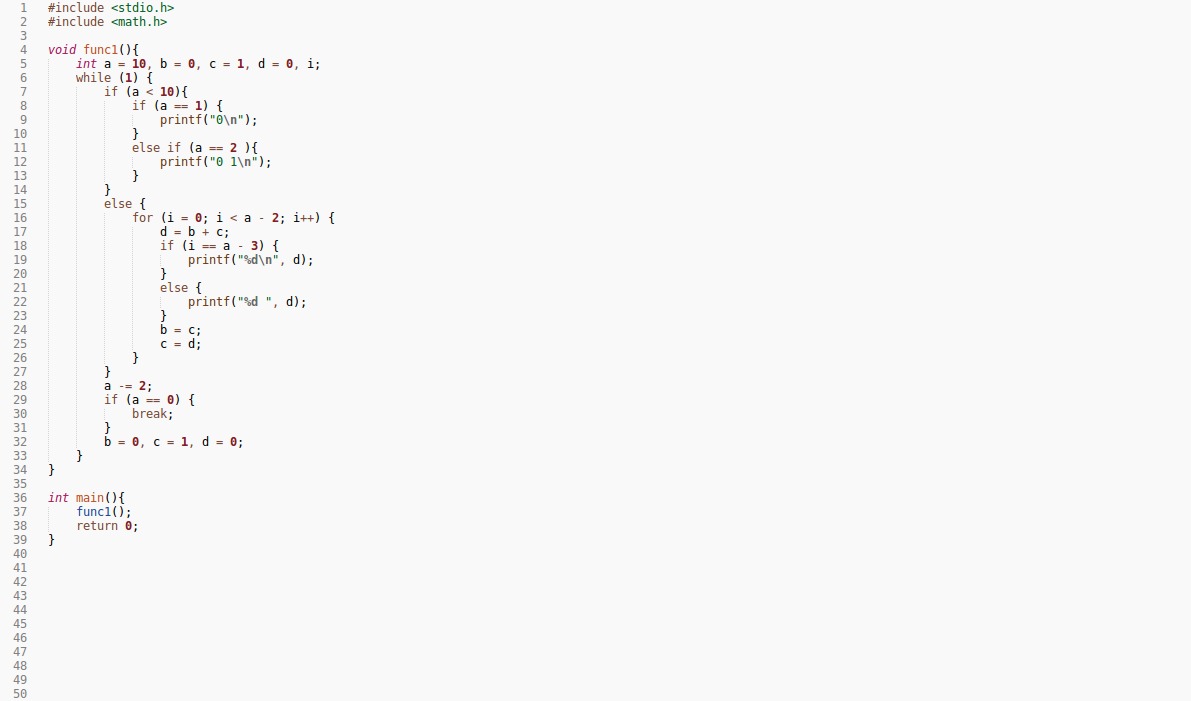 1 #include <stdio.h>
2 #include <math.h>
3
4 void func1(){
5     int a = 10, b = 0, c = 1, d = 0, i;
6     while (1) {
7         if (a < 10){
8             if (a == 1) {
9                 printf("0\n");
10             }
11             else if (a == 2 ){
12                 printf("0 1\n");
13             }
14         }
15         else {
16             for (i = 0; i < a - 2; i++) {
17                 d = b + c;
18                 if (i == a - 3) {
19                     printf("%d\n", d);
20                 }
21                 else {
22                     printf("%d ", d);
23                 }
24                 b = c;
25                 c = d;
26             }
27         }
28         a -= 2;
29         if (a == 0) {
30             break;
31         }
32         b = 0, c = 1, d = 0;
33     }
34 }
35
36 int main(){
37     func1();
38     return 0;
39 }
40
41
42
43
44
45
46
47
48
49
50